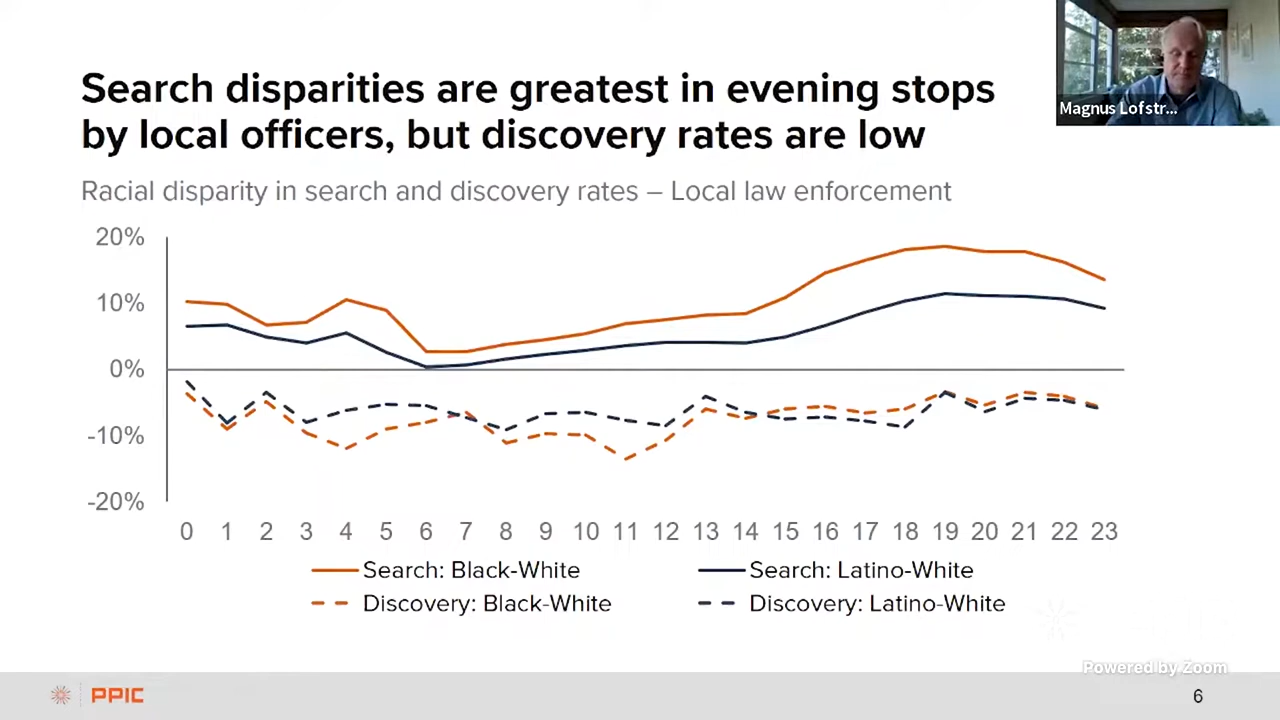 Search disparities are greatest in evening stops
by local officers, but discovery rates are low
Magnus Lofstr...
Racial disparity in search and discovery rates – Local law enforcement
20%
10%
0%
-10%
-20%
0 1 2 3 4 5 6 7 8 9 10 11 12 13 14 15 16 17 18 19 20 21 22 23
Search: Black-White Search: Latino-White
Discovery: Black-White Discovery: Latino-White
Powered by Zoom
PPIC
6